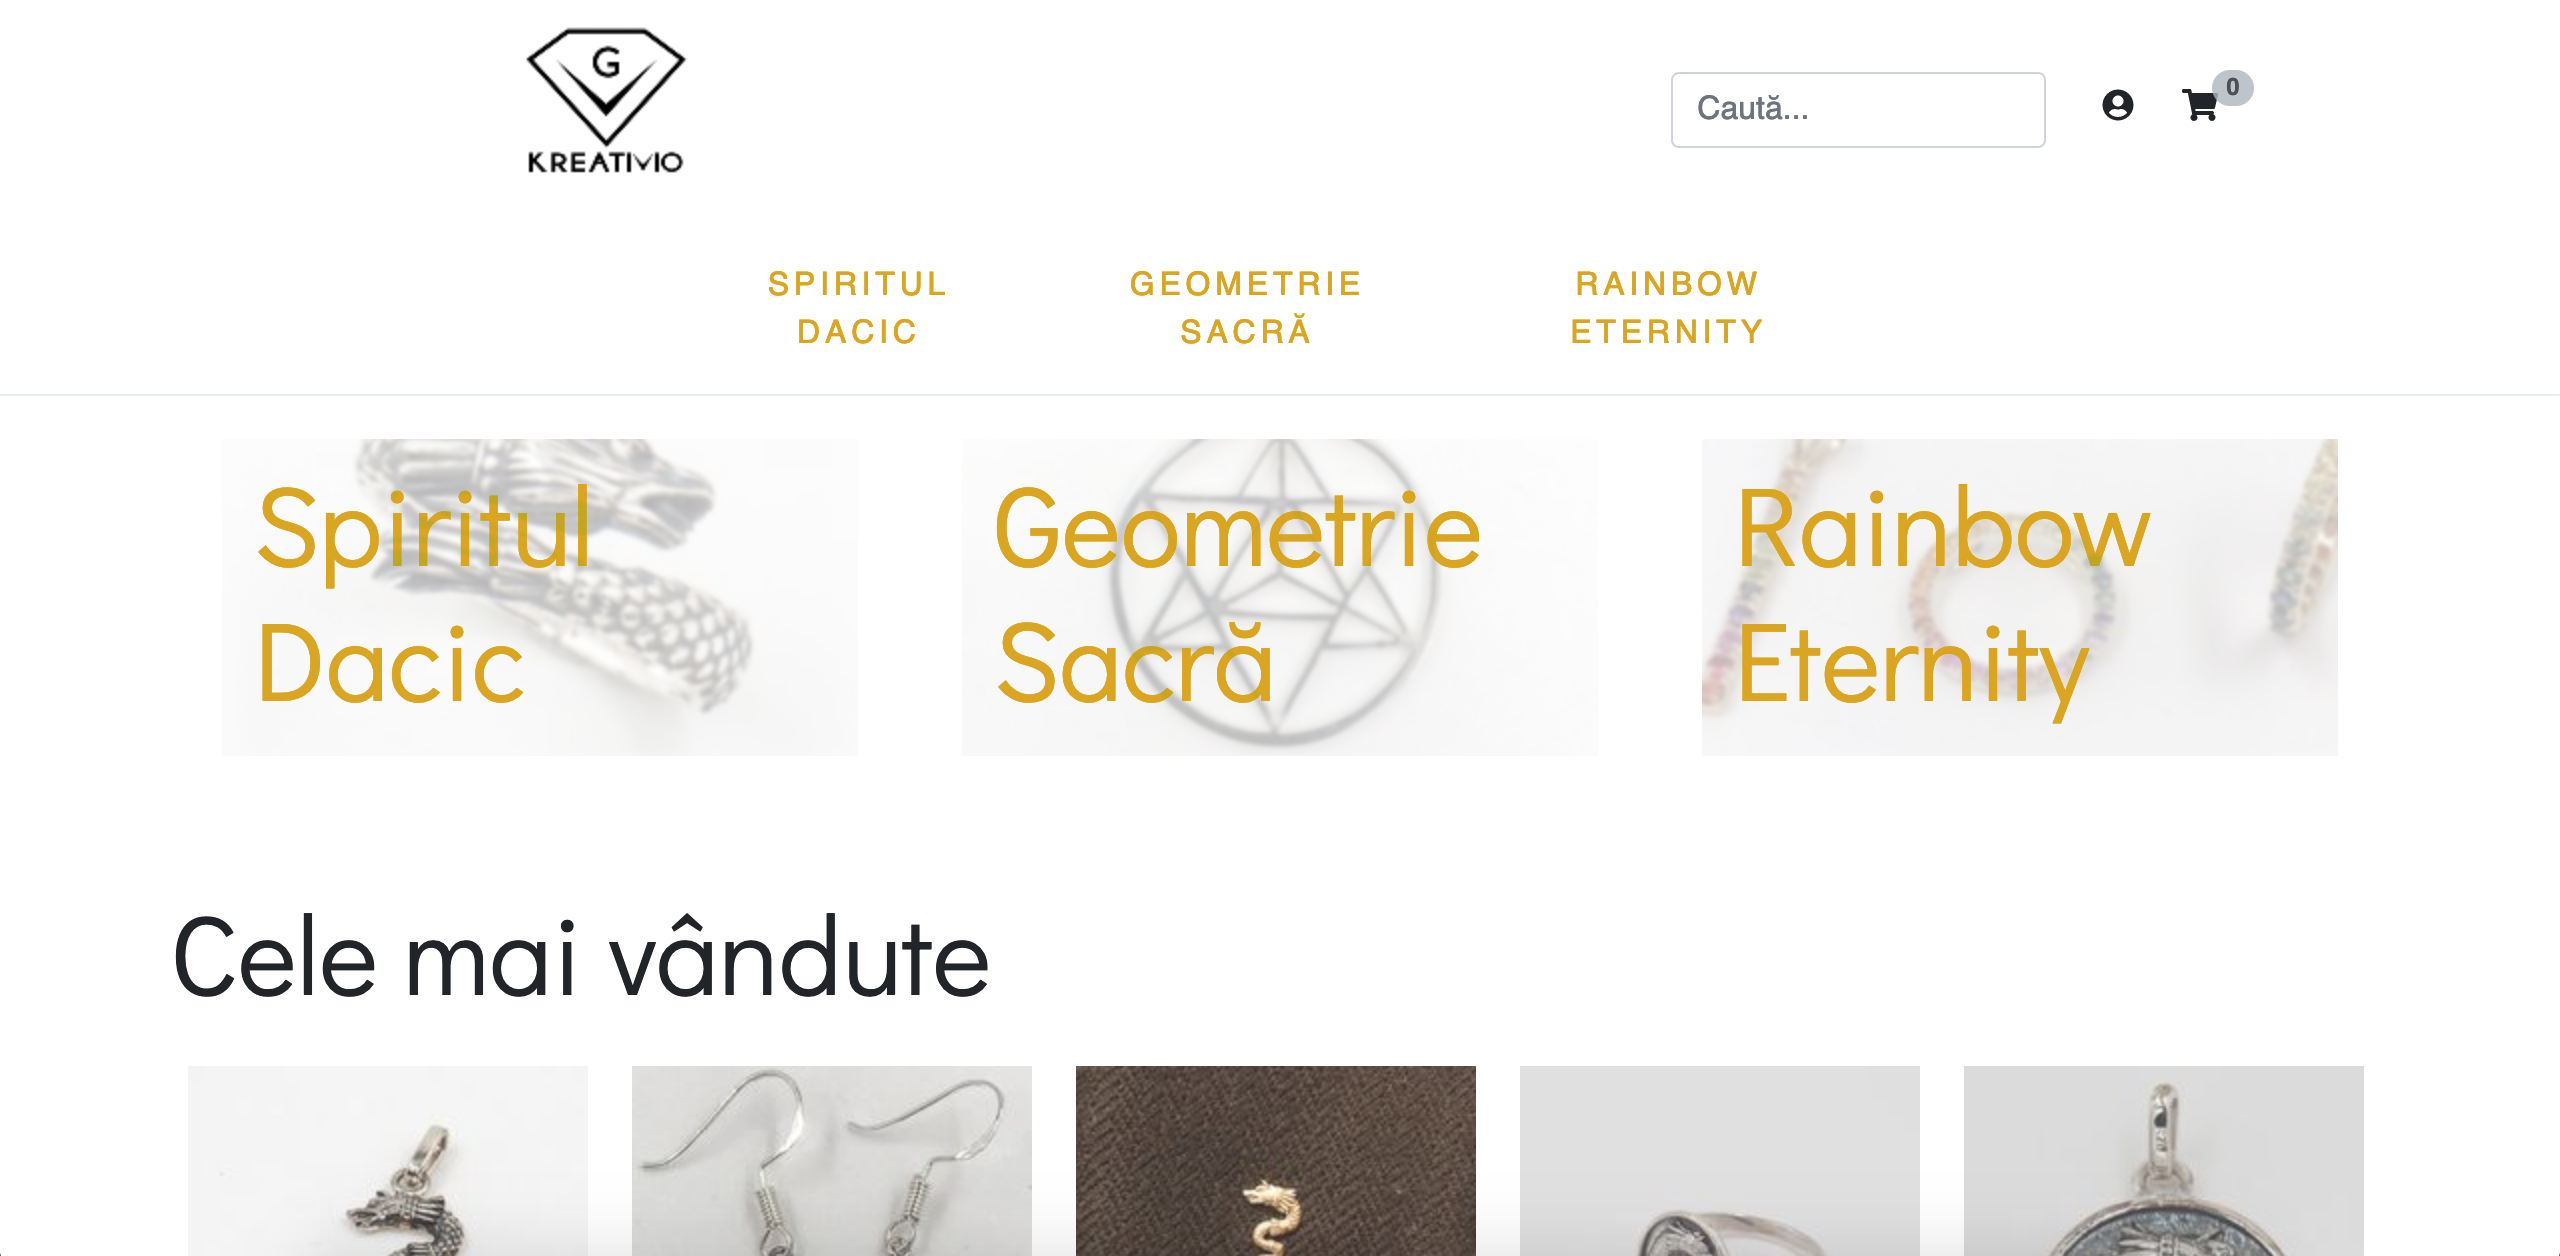 G
KREATIVIO
Caută...
0
SPIRITUL
DACIC
GEOMETRIE
SACRĂ
RAINBOW
ETERNITY
Spiritul
Dacic
Geometrie
Sacră
Rainbow
Eternity
Cele mai vândute